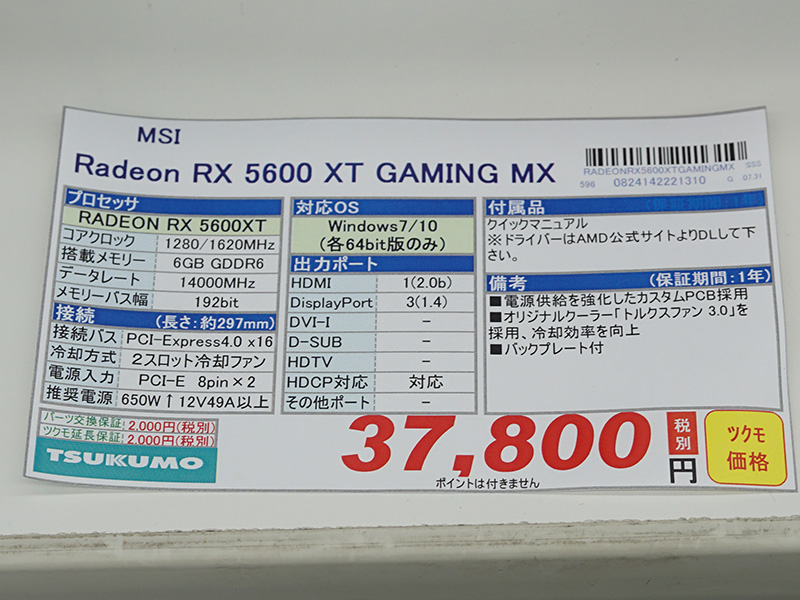 MSI
Radeon RX 5600 XT GAMING MX
RADEONRX5600XTGAMINGMX SSS
596 0824142221310 G 07.31
プロセッサ
RADEON RX 5600XT
コアクロック 1280/1620MHz
搭載メモリー 6GB GDDR6
データレート 14000MHz
メモリーバス幅 192bit
接続 (長さ:約297mm)
接続バス PCI-Express4.0 x16
冷却方式 2スロット冷却ファン
電源入力 PCI-E 8pin×2
推奨電源 650W↑12V49A以上
対応OS
Windows7/10
(各64bit版のみ)
出力ポート
HDMI 1(2.0b)
DisplayPort 3(1.4)
DVI-I −
D-SUB −
HDTV −
HDCP対応 対応
その他ポート −
付属品
クイックマニュアル
※ドライバーはAMD公式サイトよりDLして下
さい。
備考 (保証期間:1年)
■電源供給を強化したカスタムPCB採用
■オリジナルクーラー「トルクスファン 3.0」を
採用、冷却効率を向上
■バックプレート付
パーツ交換保証 2,000円(税別)
ツクモ延長保証 2,000円(税別)
TSUKUMO
37,800
税別
円
ポイントは付きません
ツクモ
価格